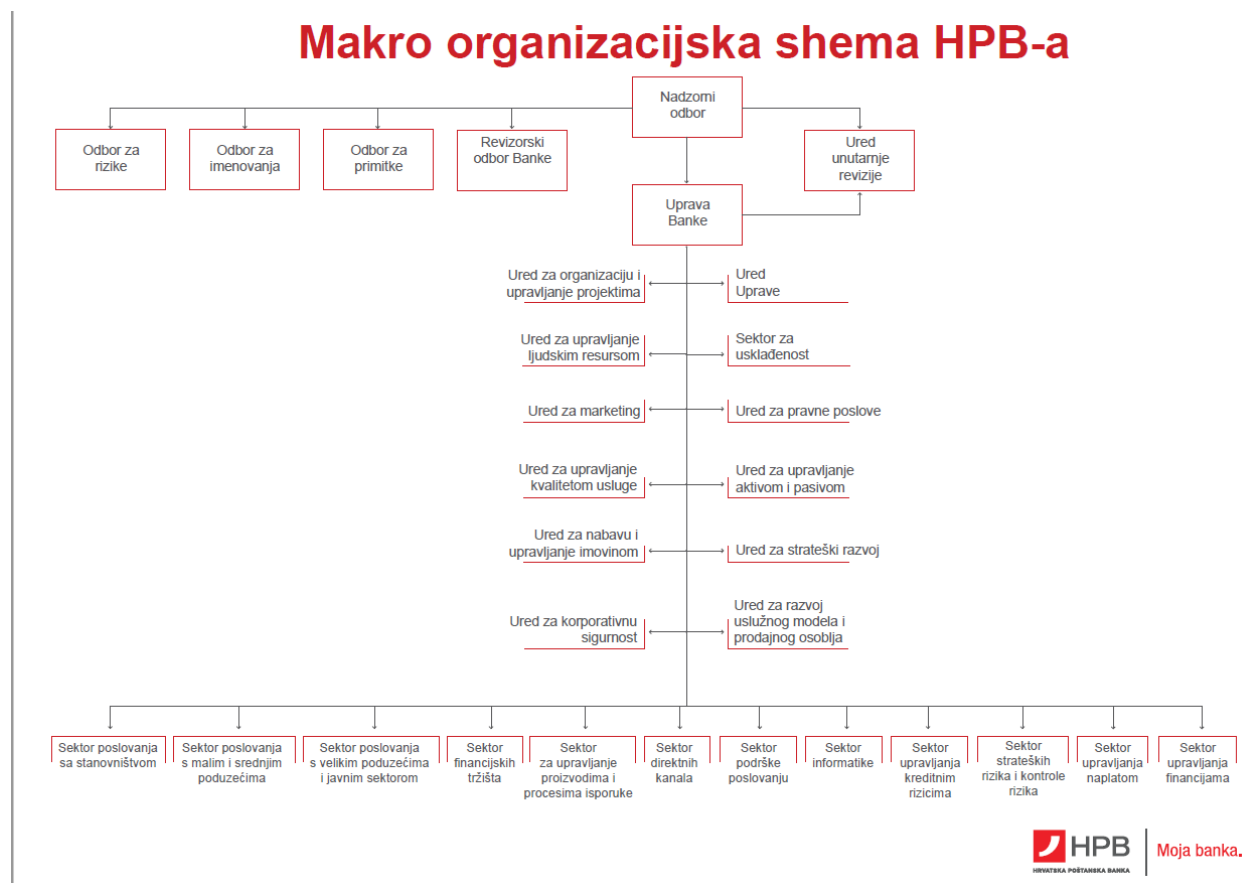 Makro organizacijska shema HPB-a
Nadzorni
odbor
Odbor za
rizike
Odbor za
imenovanja
Odbor za
primitke
Revizorski
odbor Banke
Ured
unutarnje
revizije
Uprava
Banke
Ured za organizaciju i
upravljanje projektima
Ured
Uprave
Ured za upravljanje
ljudskim resursom
Sektor za
usklađenost
Ured za marketing
Ured za pravne poslove
Ured za upravljanje
kvalitetom usluge
Ured za upravljanje
aktivom i pasivom
Ured za nabavu i
upravljanje imovinom
Ured za strateški razvoj
Ured za korporativnu
sigurnost
Ured za razvoj
uslužnog modela i
prodajnog osoblja
Sektor poslovanja
sa stanovništvom
Sektor poslovanja
s malim i srednjim
poduzećima
Sektor poslovanja
s velikim poduzećima
i javnim sektorom
Sektor
financijskih
tržišta
Sektor
za upravljanje
proizvodima i
procesima isporuke
Sektor
direktnih
kanala
Sektor
podrške
poslovanju
Sektor
informatike
Sektor
upravljanja
kreditnim
rizicima
Sektor
strateških
rizika i kontrole
rizika
Sektor
upravljanja
naplatom
Sektor
upravljanja
financijama
HPB
HRVATSKA POŠTANSKA BANKA
Moja banka.